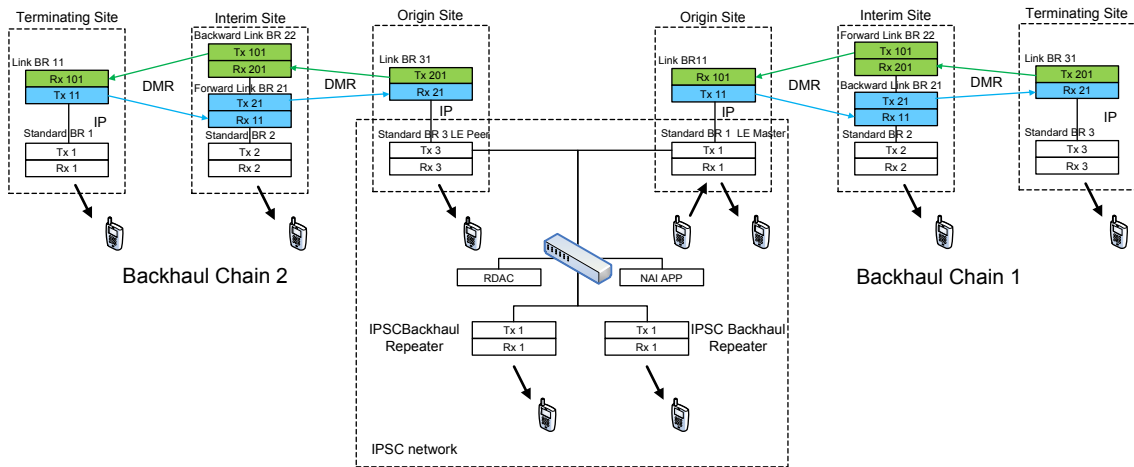 Terminating Site
Interim Site
Origin Site
Origin Site
Interim Site
Terminating Site
Backward Link BR 22
Forward Link BR 22
Link BR 11
Tx 101
Link BR 31
Link BR11
Tx 101
Link BR 31
Rx 101
Rx 201
Tx 201
Rx 101
Rx 201
Tx 201
Tx 11
DMR
Forward Link BR 21
DMR
Rx 21
Tx 11
DMR
Backward Link BR 21
DMR
Rx 21
Tx 21
Tx 21
IP
Rx 11
IP
IP
Rx 11
IP
Standard BR 1
Standard BR 2
Standard BR 3 LE Peer
Standard BR 1 LE Master
Standard BR 2
Standard BR 3
Tx 1
Tx 2
Tx 3
Tx 1
Tx 2
Tx 3
Rx 1
Rx 2
Rx 3
Rx 1
Rx 2
Rx 3
Backhaul Chain 2
RDAC
NAI APP
Backhaul Chain 1
IPSCBackhaul
Repeater
Tx 1
Rx 1
Tx 1
Rx 1
IPSC Backhaul
Repeater
IPSC network